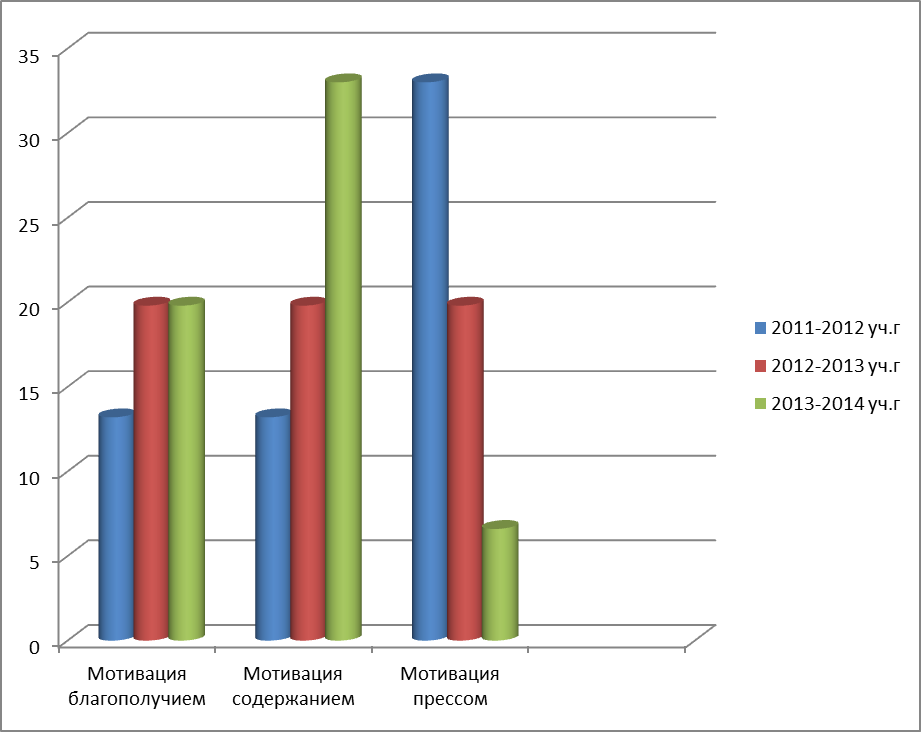 35
30
25
20
15
10
5
0
Мотивация
благополучием
Мотивация
содержанием
Мотивация
прессом
2011-2012 уч.г
2012-2013 уч.г
2013-2014 уч.г